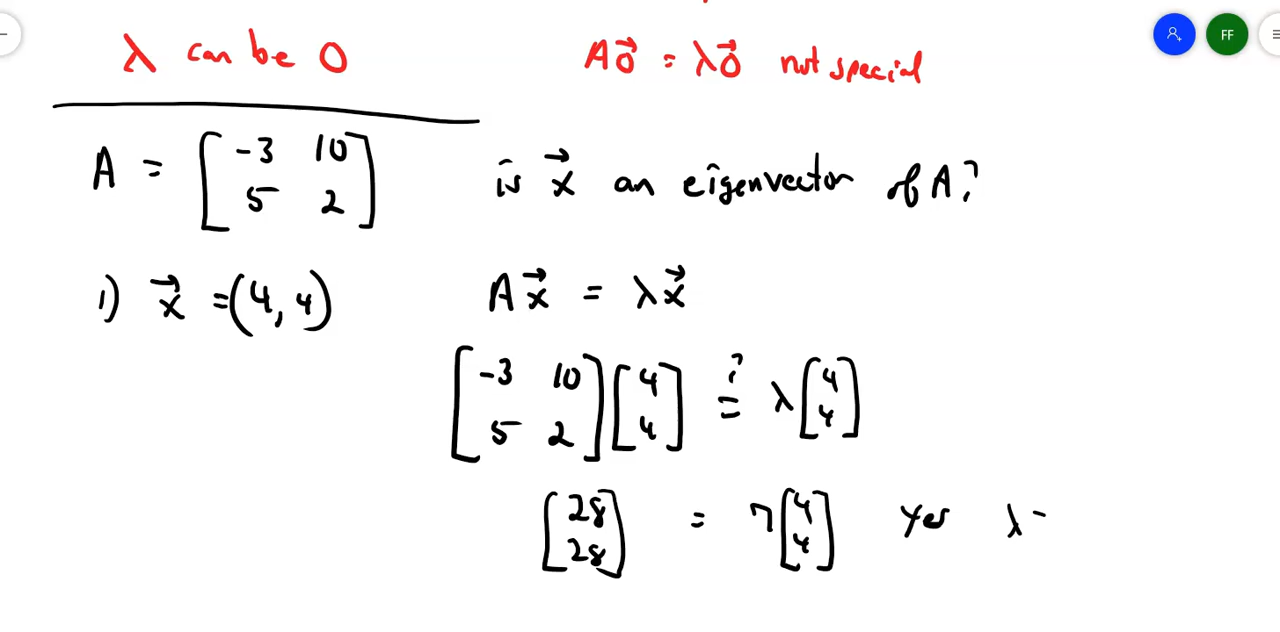 λ can be 0
A0⃗ = λ0⃗ not special
FF
A = [-3 10; 5 2] is x⃗ an eigenvector of A?
1) x⃗ = (4, 4) Ax⃗ = λx⃗
[-3 10; 5 2] [4; 4] ?= λ [4; 4]
[28; 28] = 7 [4; 4] Yes λ =